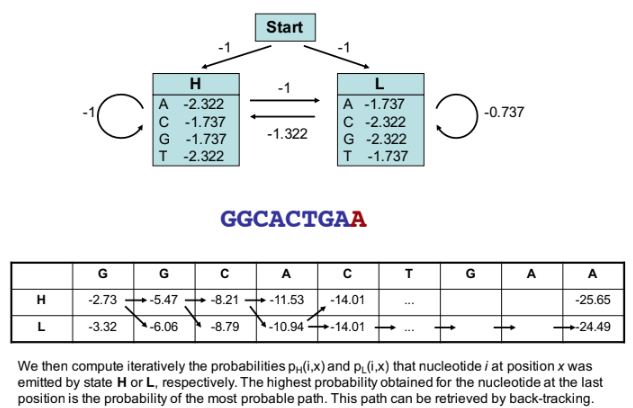 Start
-1 -1
H L
-1
A -2.322 A -1.737
C -1.737 C -2.322
G -1.737 G -2.322
T -2.322 T -1.737
-1 -0.737
-1.322
GGCACTGAA
G G C A C T G A A
H -2.73 -5.47 -8.21 -11.53 -14.01 ... -25.65
L -3.32 -6.06 -8.79 -10.94 -14.01 ... -24.49
We then compute iteratively the probabilities pH(i,x) and pL(i,x) that nucleotide i at position x was
emitted by state H or L, respectively. The highest probability obtained for the nucleotide at the last
position is the probability of the most probable path. This path can be retrieved by back-tracking.